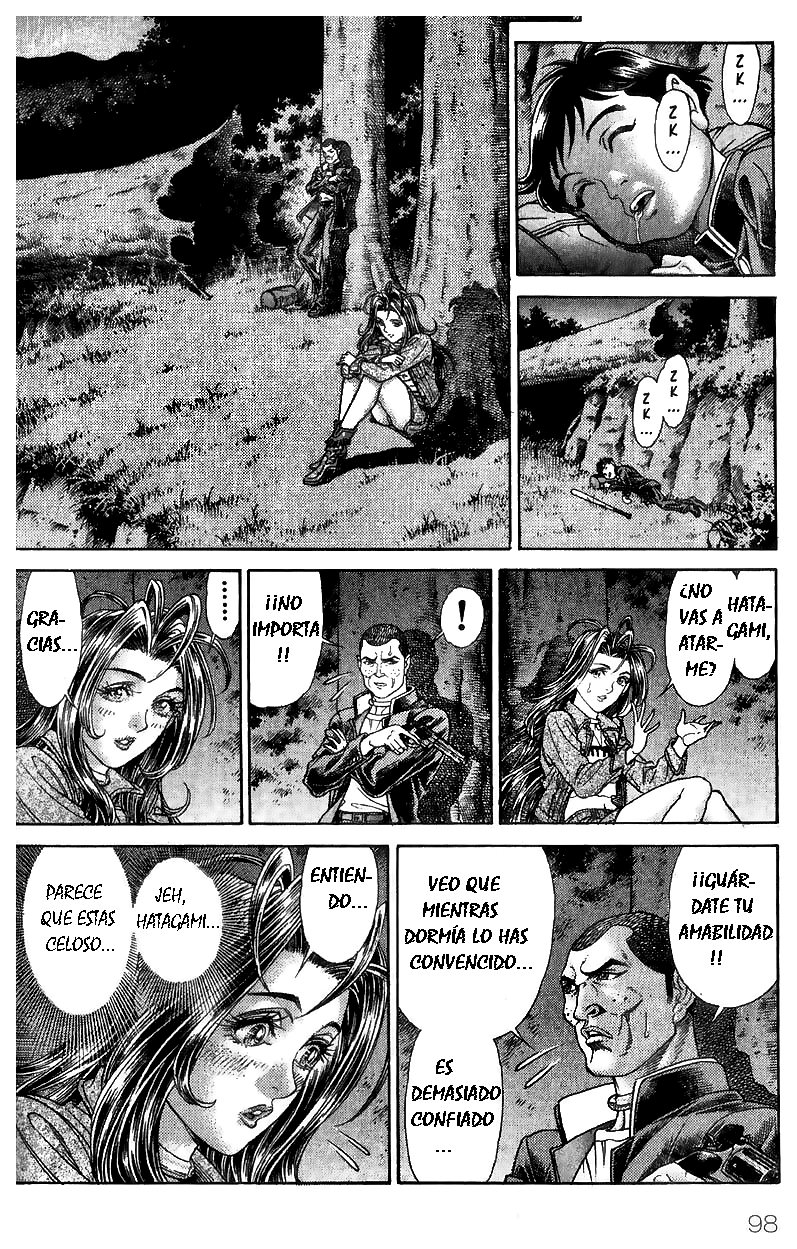 Z
K
...
Z
K
...
Z
K
...
Z
K
...
HATA-
GAMI,
¿NO
VAS A
ATAR-
ME?
!
¡¡NO
IMPORTA
!!
......
GRA-
CIAS...
¡¡GUÁR-
DATE TU
AMABILIDAD
!!
VEO QUE
MIENTRAS
DORMÍA LO HAS
CONVENCIDO...
ES
DEMASIADO
CONFIADO
...
ENTIEN-
DO...
JEH,
HATAGAMI...
PARECE
QUE ESTAS
CELOSO...
98